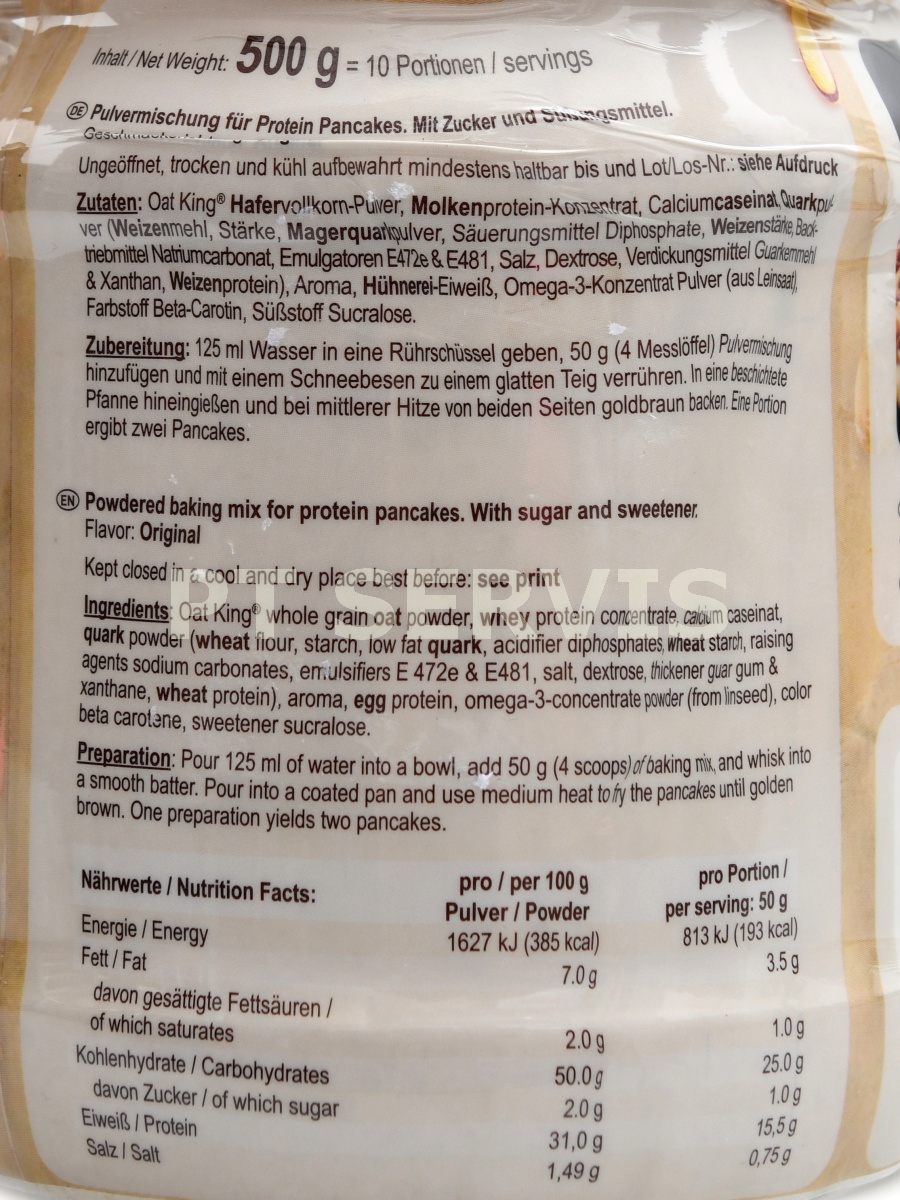 Inhalt / Net Weight: 500 g = 10 Portionen / servings
DE Pulvermischung für Protein Pancakes. Mit Zucker und Süßungsmittel.
Ungeöffnet, trocken und kühl aufbewahrt mindestens haltbar bis und Lot/Los-Nr.: siehe Aufdruck
Zutaten: Oat King® Hafervollkorn-Pulver, Molkenprotein-Konzentrat, Calciumcaseinat, Quarkpul-
ver (Weizenmehl, Stärke, Magerquarkpulver, Säuerungsmittel Diphosphate, Weizenstärke, Back-
triebmittel Natriumcarbonat, Emulgatoren E472e & E481, Salz, Dextrose, Verdickungsmittel Guarkernmehl
& Xanthan, Weizenprotein), Aroma, Hühnerei-Eiweiß, Omega-3-Konzentrat Pulver (aus Leinsaat),
Farbstoff Beta-Carotin, Süßstoff Sucralose.
Zubereitung: 125 ml Wasser in eine Rührschüssel geben, 50 g (4 Messlöffel) Pulvermischung
hinzufügen und mit einem Schneebesen zu einem glatten Teig verrühren. In eine beschichtete
Pfanne hineingießen und bei mittlerer Hitze von beiden Seiten goldbraun backen. Eine Portion
ergibt zwei Pancakes.
EN Powdered baking mix for protein pancakes. With sugar and sweetener.
Flavor: Original
Kept closed in a cool and dry place best before: see print
PT SERVIS
Ingredients: Oat King® whole grain oat powder, whey protein concentrate, calcium caseinat,
quark powder (wheat flour, starch, low fat quark, acidifier diphosphates, wheat starch, raising
agents sodium carbonates, emulsifiers E 472e & E481, salt, dextrose, thickener guar gum &
xanthane, wheat protein), aroma, egg protein, omega-3-concentrate powder (from linseed), color
beta carotene, sweetener sucralose.
Preparation: Pour 125 ml of water into a bowl, add 50 g (4 scoops) of baking mix, and whisk into
a smooth batter. Pour into a coated pan and use medium heat to fry the pancakes until golden
brown. One preparation yields two pancakes.
Nährwerte / Nutrition Facts: pro / per 100 g Pulver / Powder pro Portion / per serving: 50 g
Energie / Energy 1627 kJ (385 kcal) 813 kJ (193 kcal)
Fett / Fat 7.0 g 3.5 g
davon gesättigte Fettsäuren /
of which saturates 2.0 g 1.0 g
Kohlenhydrate / Carbohydrates 50.0 g 25.0 g
davon Zucker / of which sugar 2.0 g 1.0 g
Eiweiß / Protein 31,0 g 15,5 g
Salz / Salt 1,49 g 0,75 g